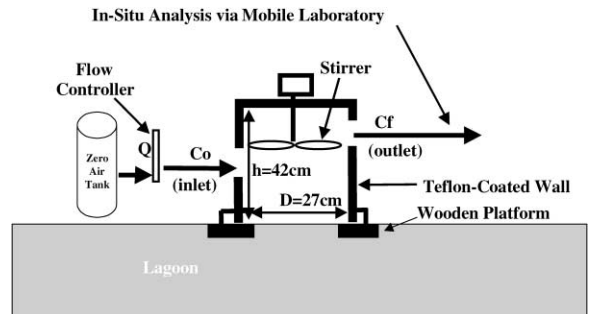 In-Situ Analysis via Mobile Laboratory
Flow
Controller
Stirrer
Zero
Air
Tank
Q
Co
(inlet)
Cf
(outlet)
h=42cm
D=27cm
Teflon-Coated Wall
Wooden Platform
Lagoon